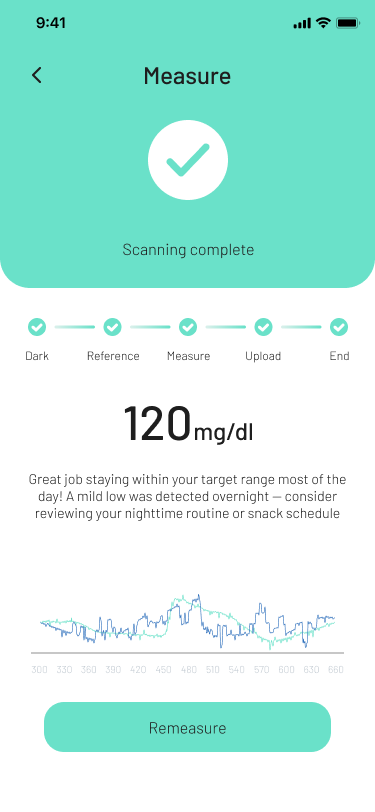 9:41
Measure
Scanning complete
Dark Reference Measure Upload End
120mg/dl
Great job staying within your target range most of the
day! A mild low was detected overnight — consider
reviewing your nighttime routine or snack schedule
300 330 360 390 420 450 480 510 540 570 600 630 660
Remeasure